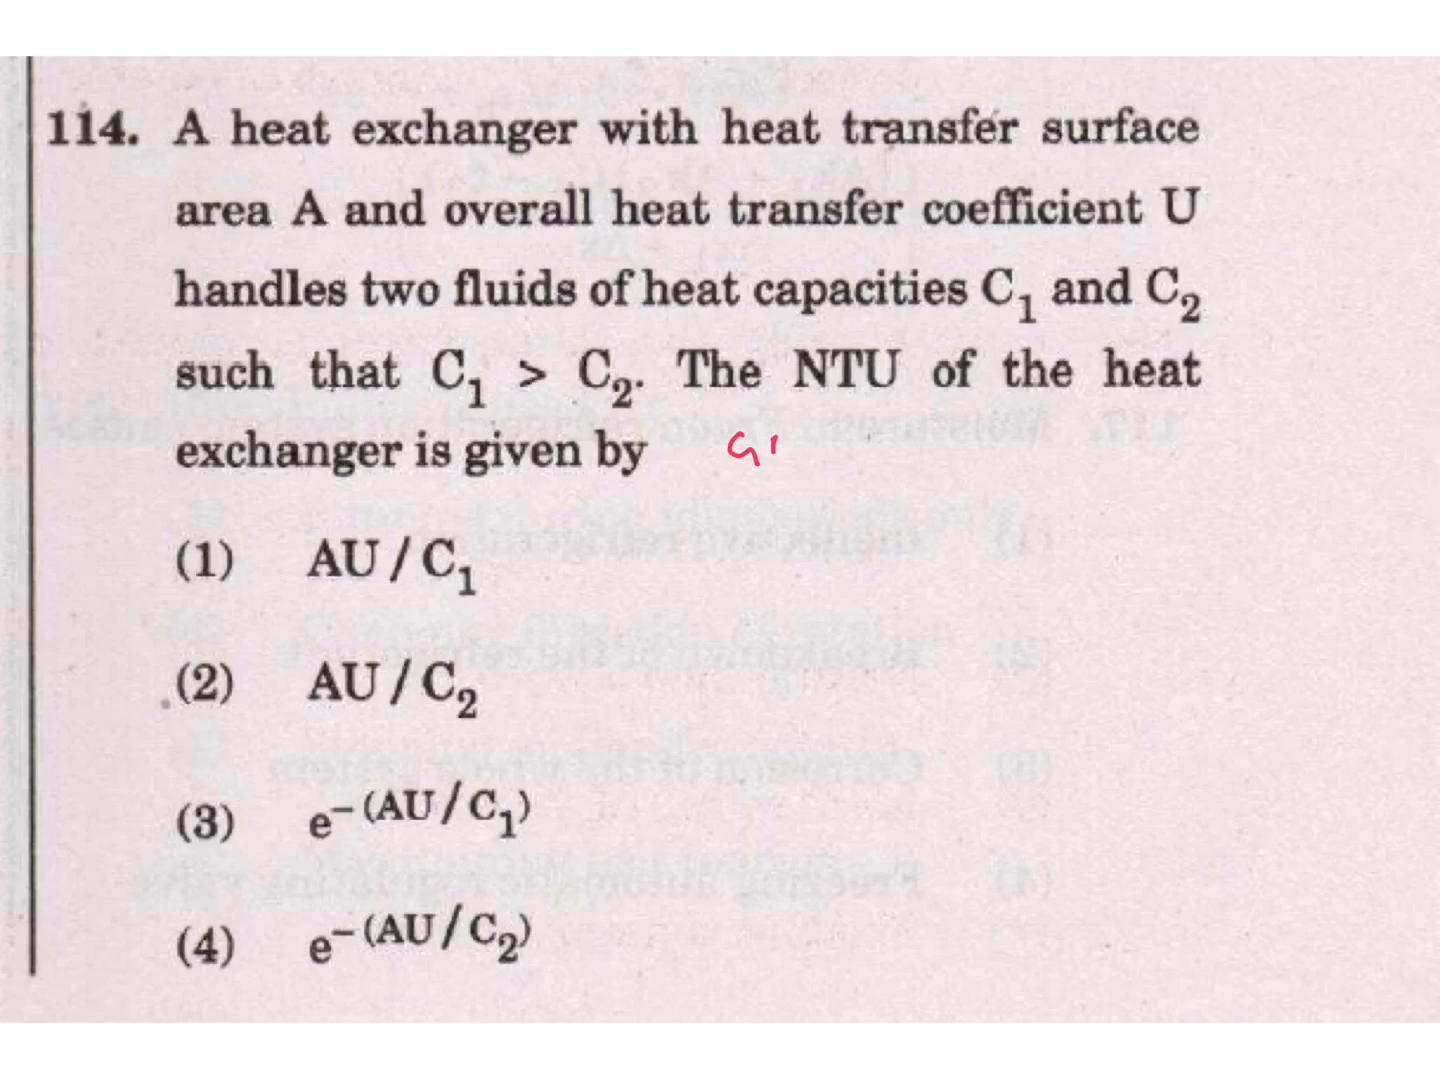 114. A heat exchanger with heat transfer surface
area A and overall heat transfer coefficient U
handles two fluids of heat capacities C₁ and C₂
such that C₁ > C₂. The NTU of the heat
exchanger is given by
(1) AU / C₁
(2) AU / C₂
(3) e^{-(AU / C₁)}
(4) e^{-(AU / C₂)}